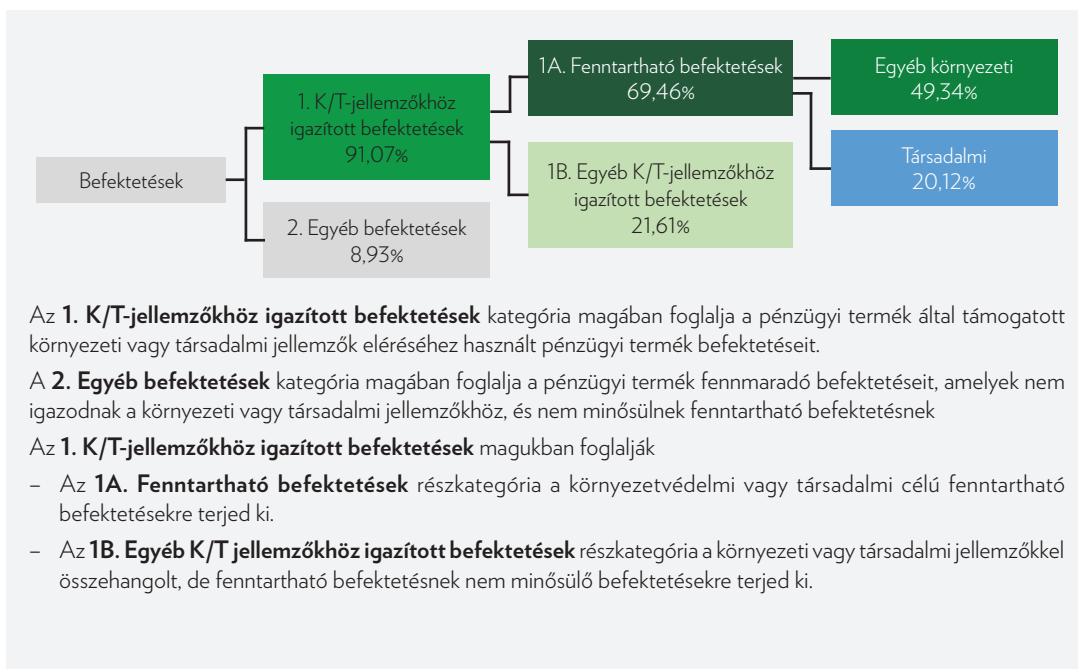 Befektetések
1. K/T-jellemzőkhöz
igazított befektetések
91,07%
2. Egyéb befektetések
8,93%
1A. Fenntartható befektetések
69,46%
1B. Egyéb K/T-jellemzőkhöz
igazított befektetések
21,61%
Egyéb környezeti
49,34%
Társadalmi
20,12%
Az 1. K/T-jellemzőkhöz igazított befektetések kategória magában foglalja a pénzügyi termék által támogatott
környezeti vagy társadalmi jellemzők eléréséhez használt pénzügyi termék befektetéseit.
A 2. Egyéb befektetések kategória magában foglalja a pénzügyi termék fennmaradó befektetéseit, amelyek nem
igazodnak a környezeti vagy társadalmi jellemzőkhöz, és nem minősülnek fenntartható befektetésnek
Az 1. K/T-jellemzőkhöz igazított befektetések magukban foglalják
– Az 1A. Fenntartható befektetések részkategória a környezetvédelmi vagy társadalmi célú fenntartható
befektetésekre terjed ki.
– Az 1B. Egyéb K/T jellemzőkhöz igazított befektetések részkategória a környezeti vagy társadalmi jellemzőkkel
összehangolt, de fenntartható befektetésnek nem minősülő befektetésekre terjed ki.